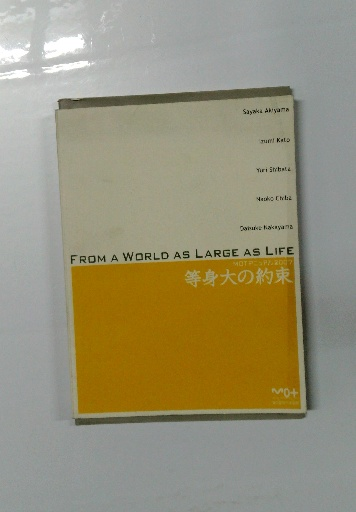 Sayaka Akiyama
Izumi Kato
Yuri Shibata
Naoko Chiba
Daisuke Nakayama
FROM A WORLD AS LARGE AS LIFE
等身大の約束